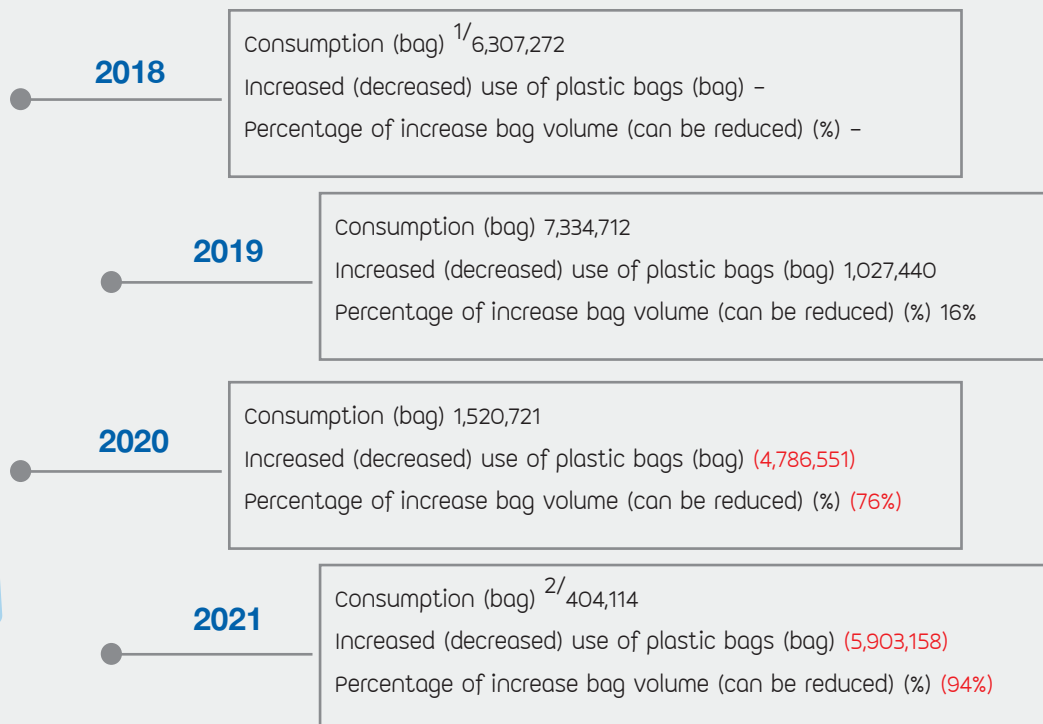 2018
Consumption (bag) 1/6,307,272
Increased (decreased) use of plastic bags (bag) –
Percentage of increase bag volume (can be reduced) (%) –
2019
Consumption (bag) 7,334,712
Increased (decreased) use of plastic bags (bag) 1,027,440
Percentage of increase bag volume (can be reduced) (%) 16%
2020
Consumption (bag) 1,520,721
Increased (decreased) use of plastic bags (bag) (4,786,551)
Percentage of increase bag volume (can be reduced) (%) (76%)
2021
Consumption (bag) 2/404,114
Increased (decreased) use of plastic bags (bag) (5,903,158)
Percentage of increase bag volume (can be reduced) (%) (94%)